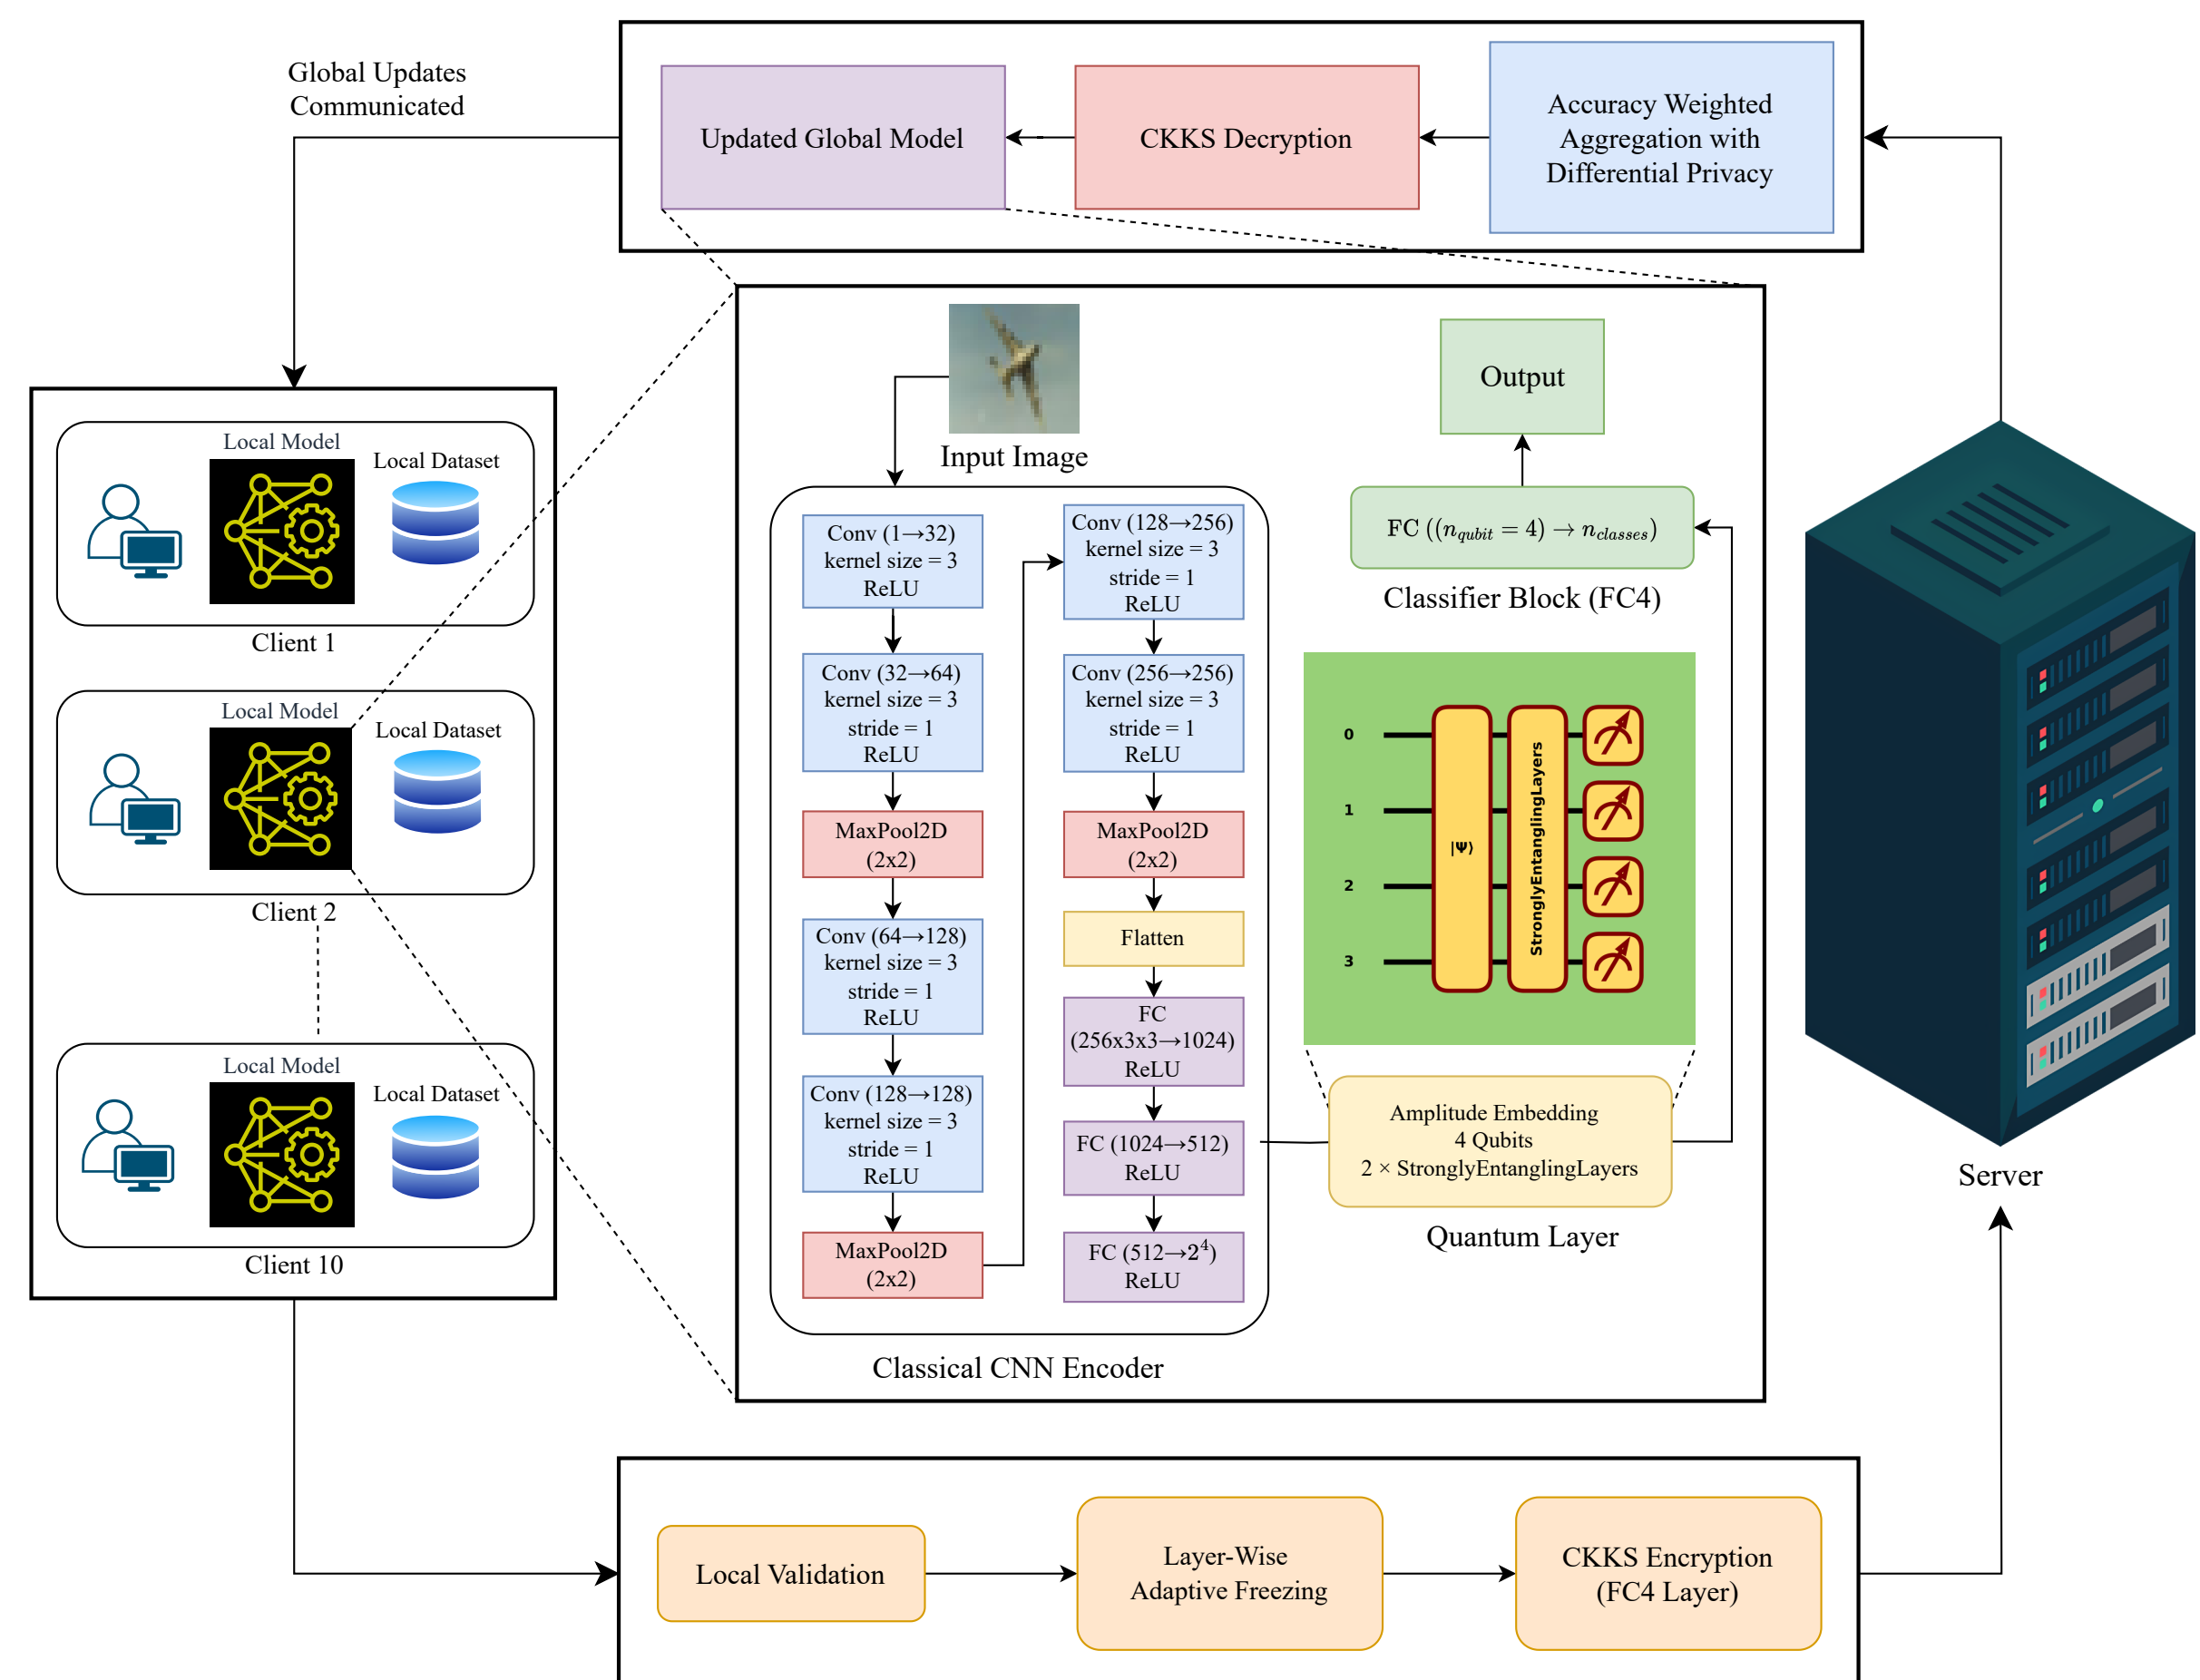 Global Updates
Communicated
Updated Global Model
CKKS Decryption
Accuracy Weighted
Aggregation with
Differential Privacy
Local Model
Local Dataset
Client 1
Local Model
Local Dataset
Client 2
Local Model
Local Dataset
Client 10
Input Image
Conv (1→32)
kernel size = 3
ReLU
Conv (32→64)
kernel size = 3
stride = 1
ReLU
MaxPool2D
(2x2)
Conv (64→128)
kernel size = 3
stride = 1
ReLU
Conv (128→128)
kernel size = 3
stride = 1
ReLU
MaxPool2D
(2x2)
Conv (128→256)
kernel size = 3
stride = 1
ReLU
Conv (256→256)
kernel size = 3
stride = 1
ReLU
MaxPool2D
(2x2)
Flatten
FC
(256x3x3→1024)
ReLU
FC (1024→512)
ReLU
FC (512→2⁴)
ReLU
Classical CNN Encoder
Output
FC ((n_qubit = 4) → n_classes)
Classifier Block (FC4)
0
1
2
3
|Ψ⟩
StronglyEntanglingLayers
Amplitude Embedding
4 Qubits
2 × StronglyEntanglingLayers
Quantum Layer
Server
Local Validation
Layer-Wise
Adaptive Freezing
CKKS Encryption
(FC4 Layer)